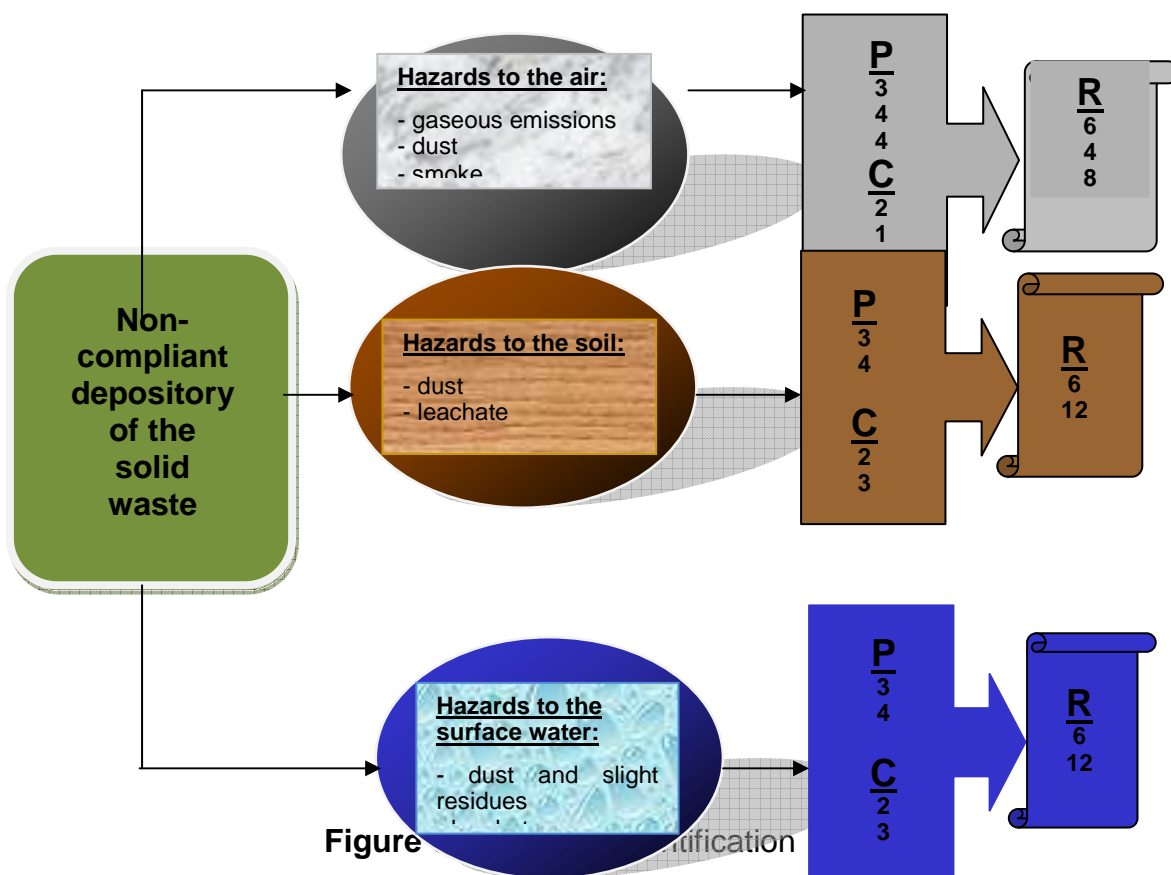 Non-
compliant
depository
of the
solid
waste
Hazards to the air:
- gaseous emissions
- dust
- smoke
P
3
4
4
C
2
1
R
6
4
8
Hazards to the soil:
- dust
- leachate
P
3
4
C
2
3
R
6
12
Hazards to the
surface water:
- dust and slight
residues
P
3
4
C
2
3
R
6
12
Figure